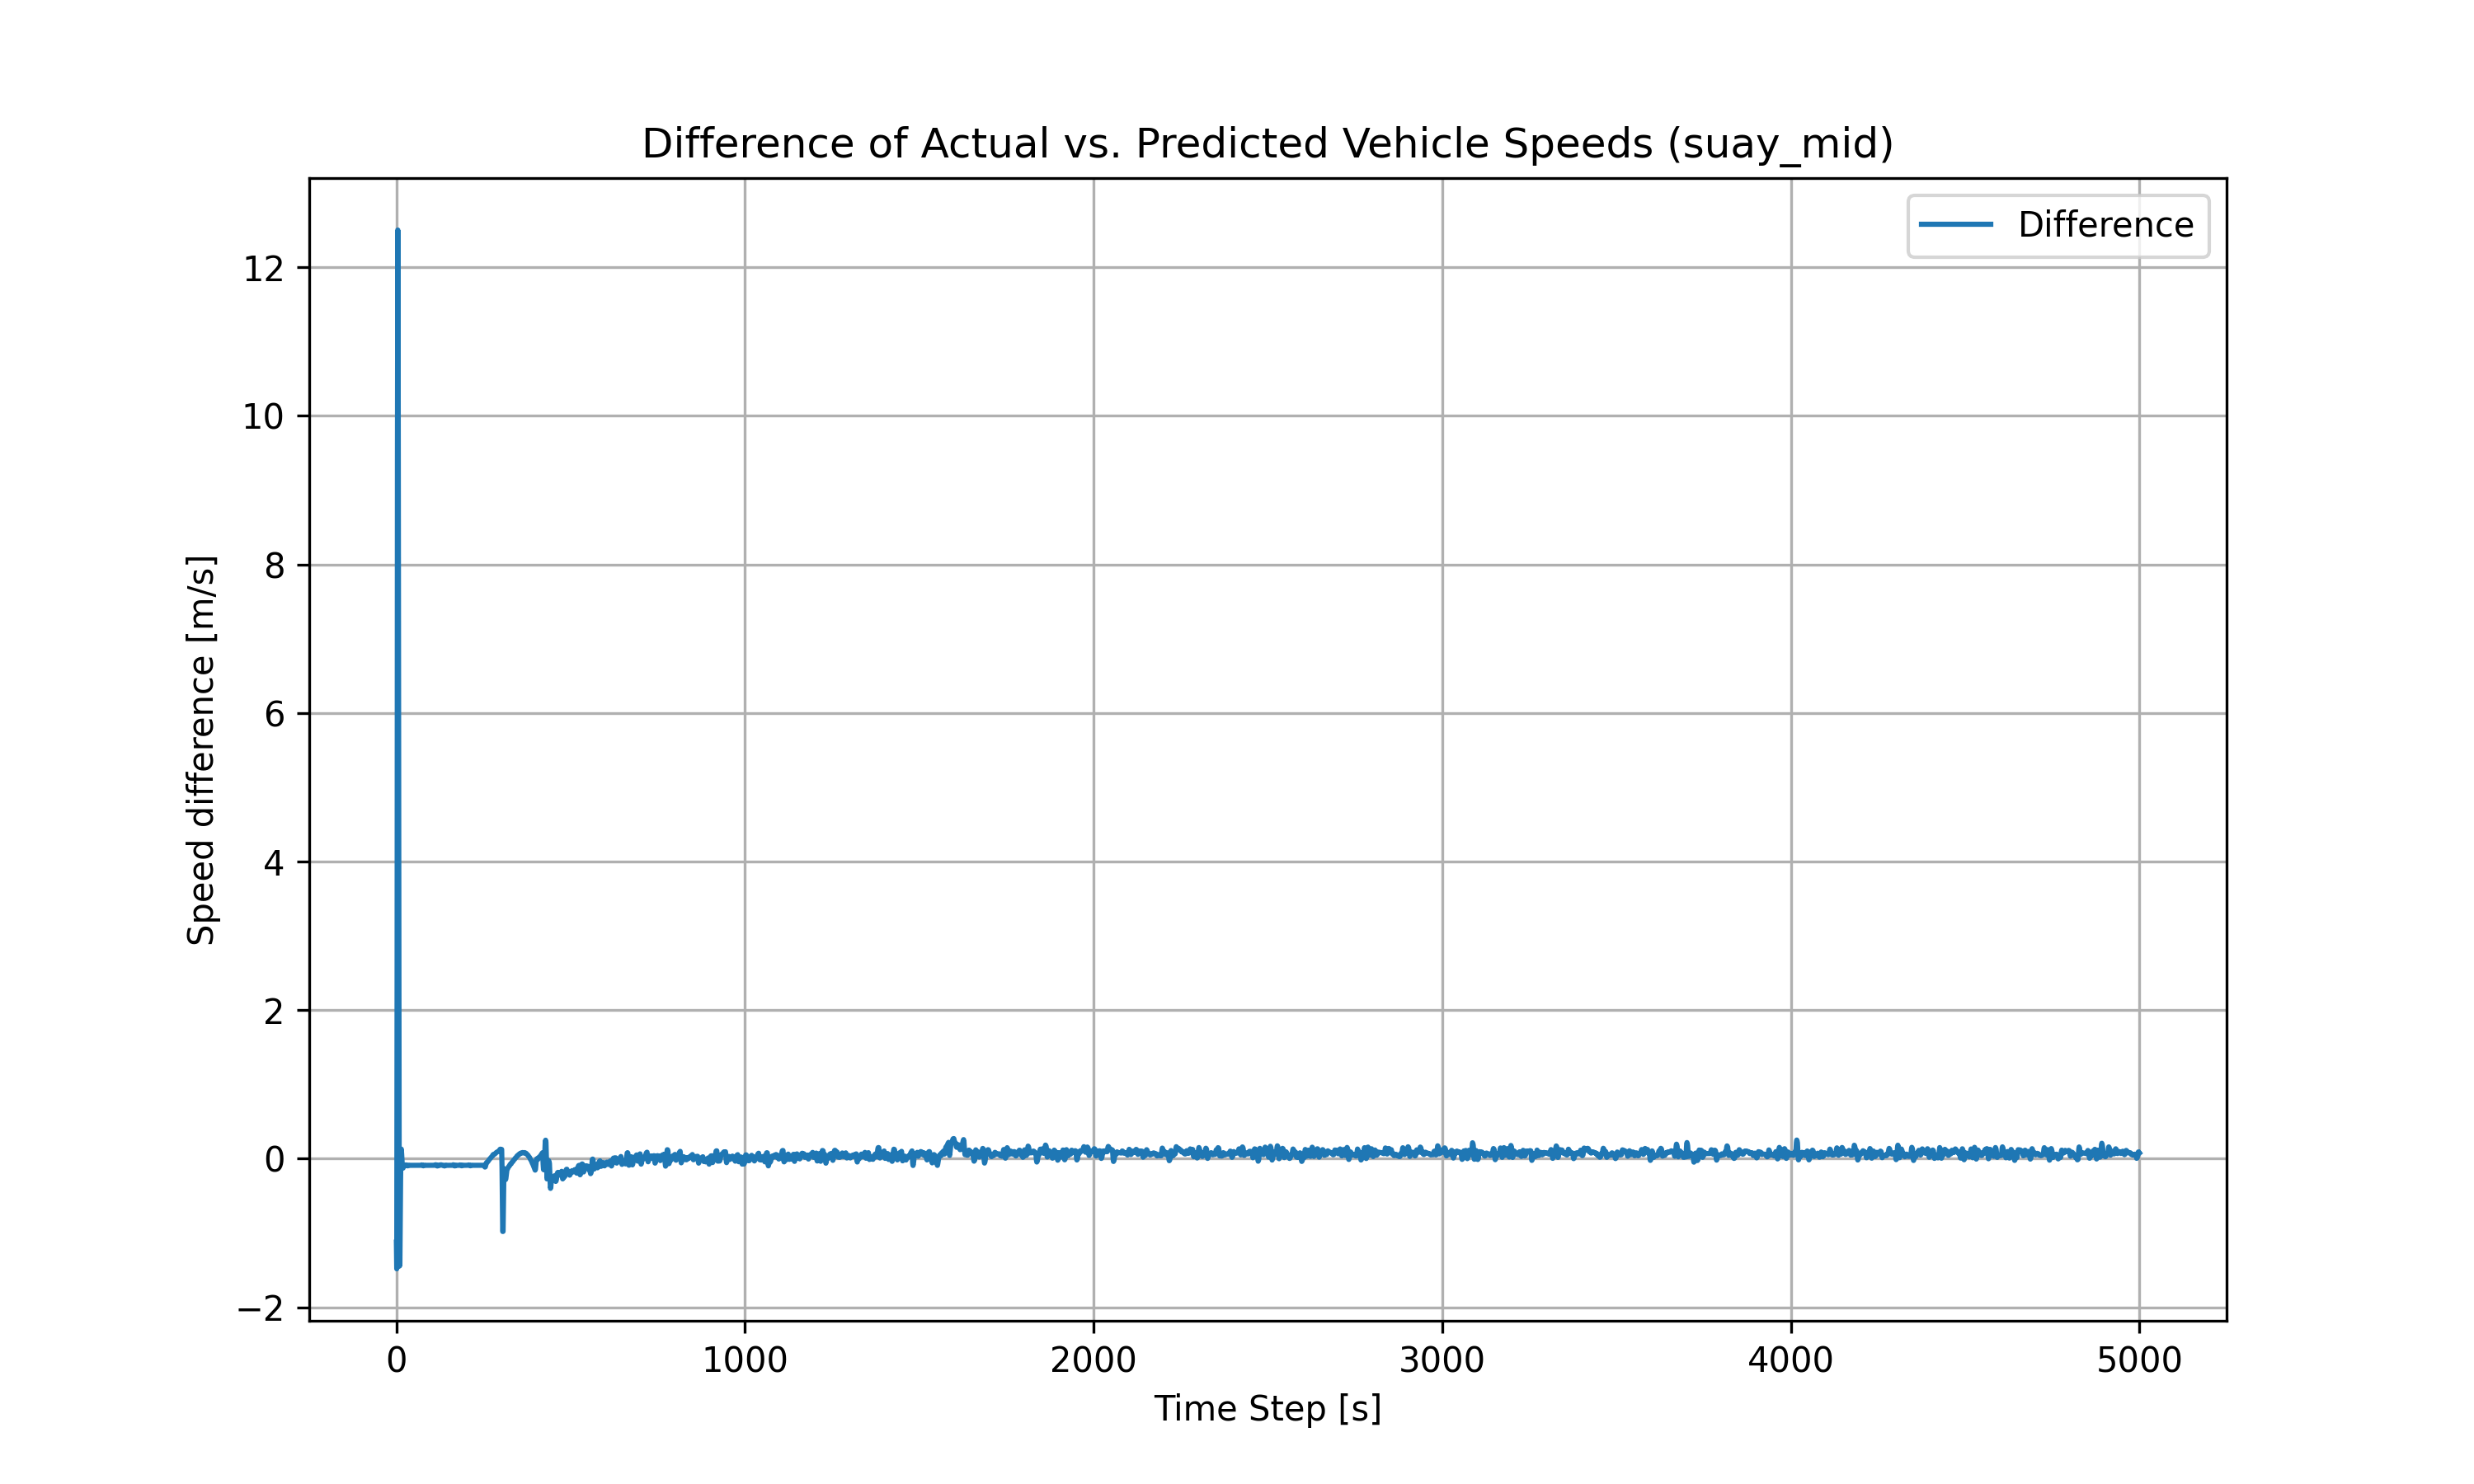 Difference of Actual vs. Predicted Vehicle Speeds (suay_mid)
Difference
Speed difference [m/s]
12
10
8
6
4
2
0
−2
0 1000 2000 3000 4000 5000
Time Step [s]